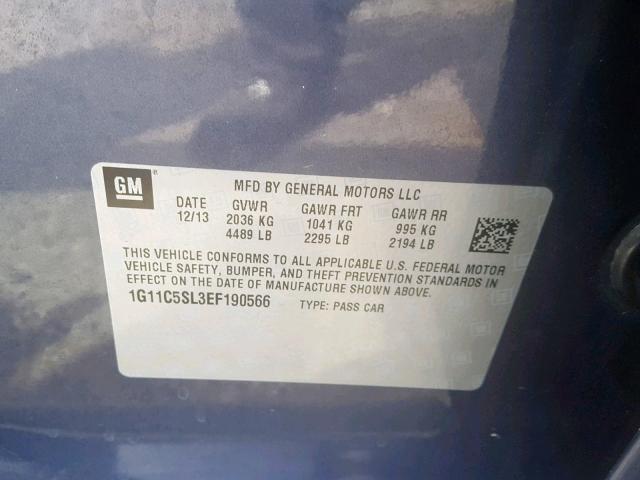 GM
MFD BY GENERAL MOTORS LLC
DATE GVWR GAWR FRT GAWR RR
12/13 2036 KG 1041 KG 995 KG
4489 LB 2295 LB 2194 LB
THIS VEHICLE CONFORMS TO ALL APPLICABLE U.S. FEDERAL MOTOR
VEHICLE SAFETY, BUMPER, AND THEFT PREVENTION STANDARDS IN
EFFECT ON THE DATE OF MANUFACTURE SHOWN ABOVE.
1G11C5SL3EF190566 TYPE: PASS CAR